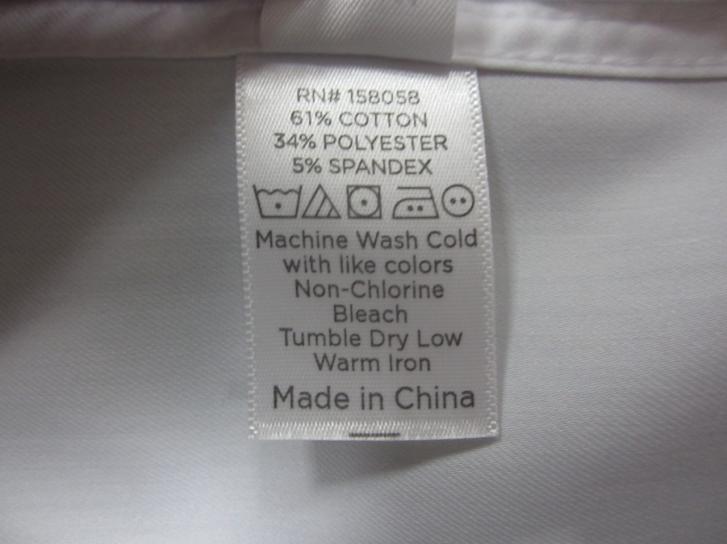 RN# 158058
61% COTTON
34% POLYESTER
5% SPANDEX
Machine Wash Cold
with like colors
Non-Chlorine
Bleach
Tumble Dry Low
Warm Iron
Made in China